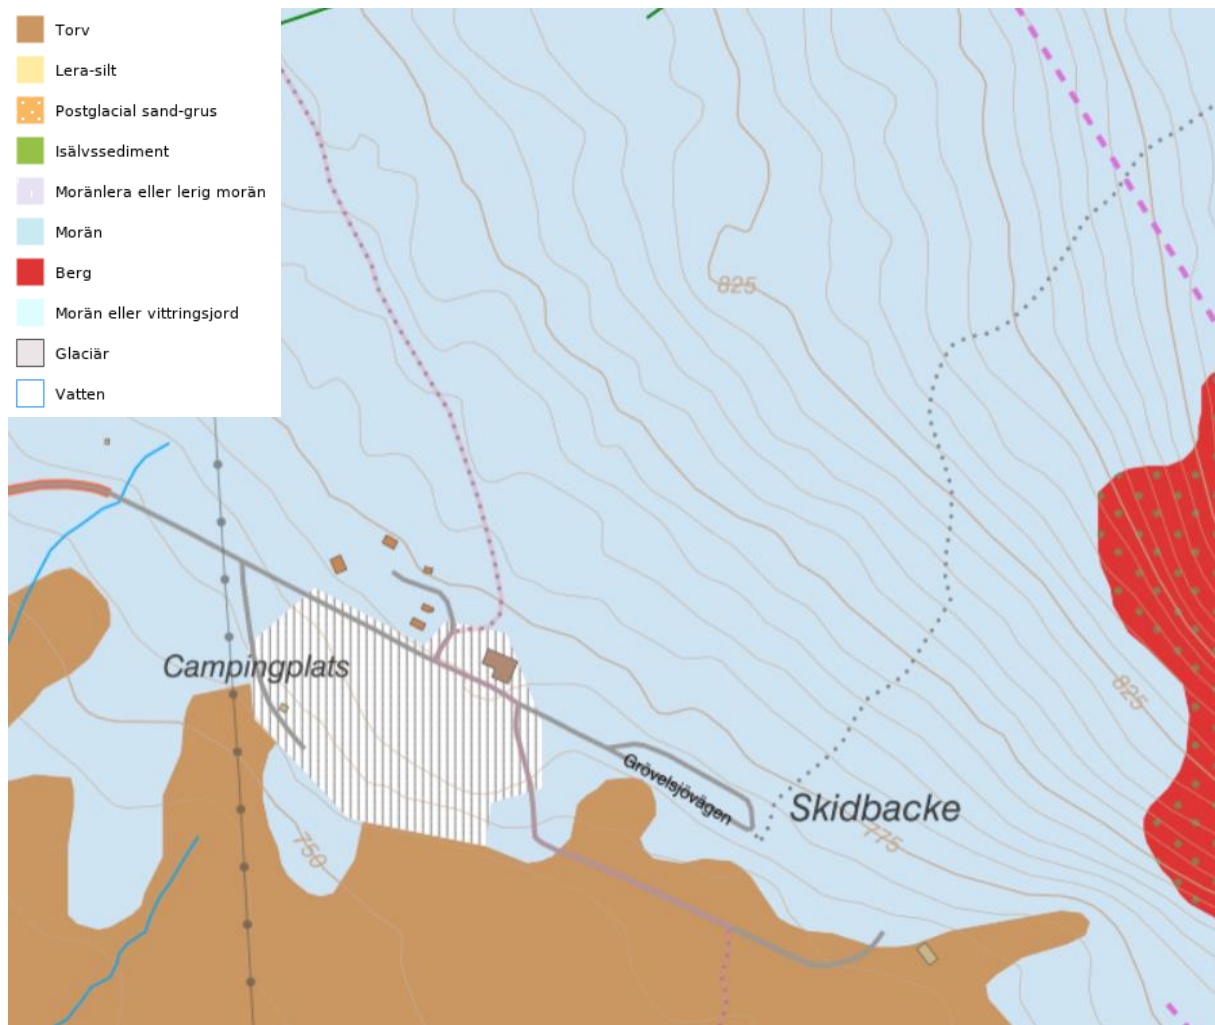 Torv
Lera-silt
Postglacial sand-grus
Isälvssediment
Moränlera eller lerig morän
Morän
Berg
Morän eller vittringsjord
Glaciär
Vatten
825
Campingplats
825
Grövelsjövägen
Skidbacke
775
750